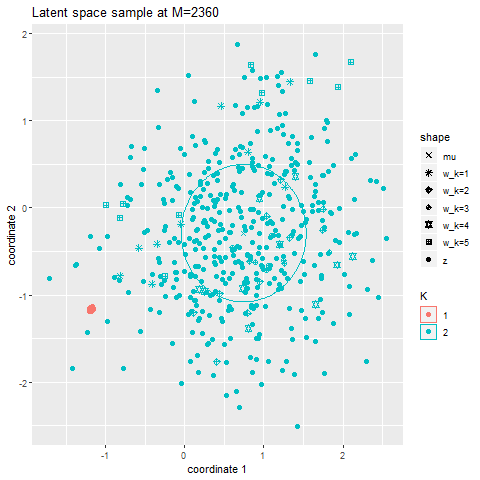 Latent space sample at M=2360
2
1
0
-1
-2
coordinate 2
-1
0
1
2
coordinate 1
shape
mu
w_k=1
w_k=2
w_k=3
w_k=4
w_k=5
z
K
1
2